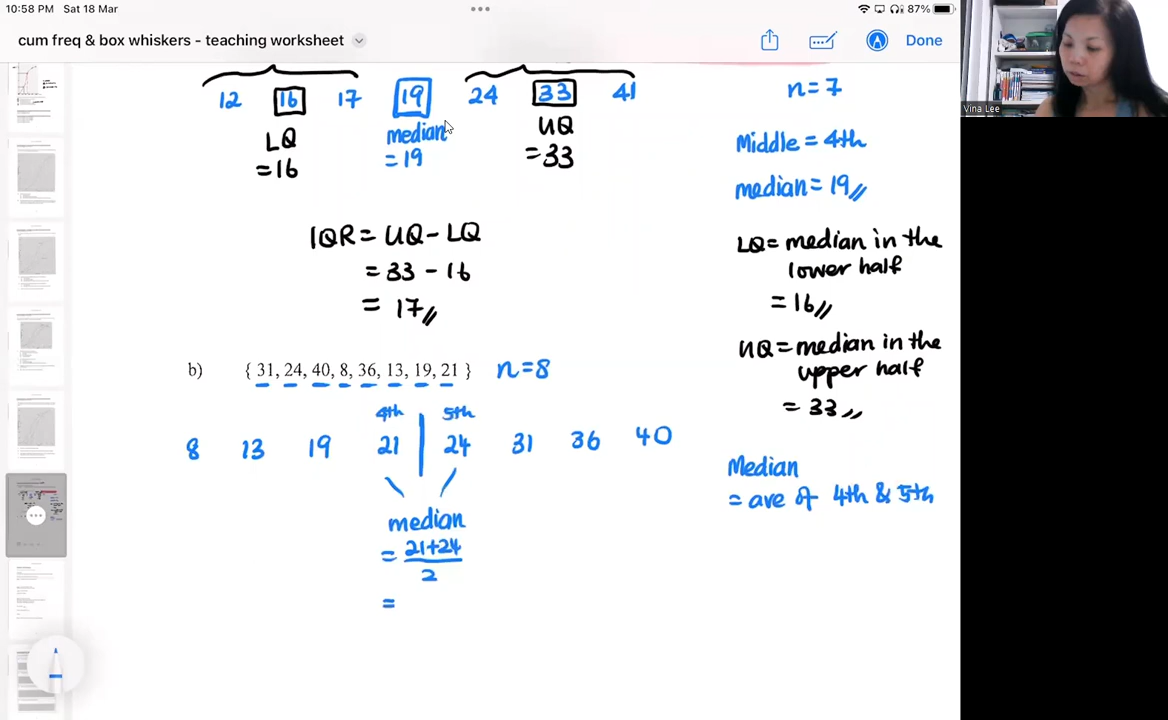 10:58 PM Sat 18 Mar
87%
cum freq & box whiskers - teaching worksheet
Done
Vina Lee
12 16 17 19 24 33 41
LQ
=16
median
=19
UQ
=33
IQR = UQ - LQ
= 33 - 16
= 17
n=7
Middle = 4th
median = 19
LQ = median in the
lower half
= 16
UQ = median in the
upper half
= 33
b) { 31, 24, 40, 8, 36, 13, 19, 21 } n=8
4th 5th
8 13 19 21 24 31 36 40
median
= 21+24
2
=
Median
= ave of 4th & 5th